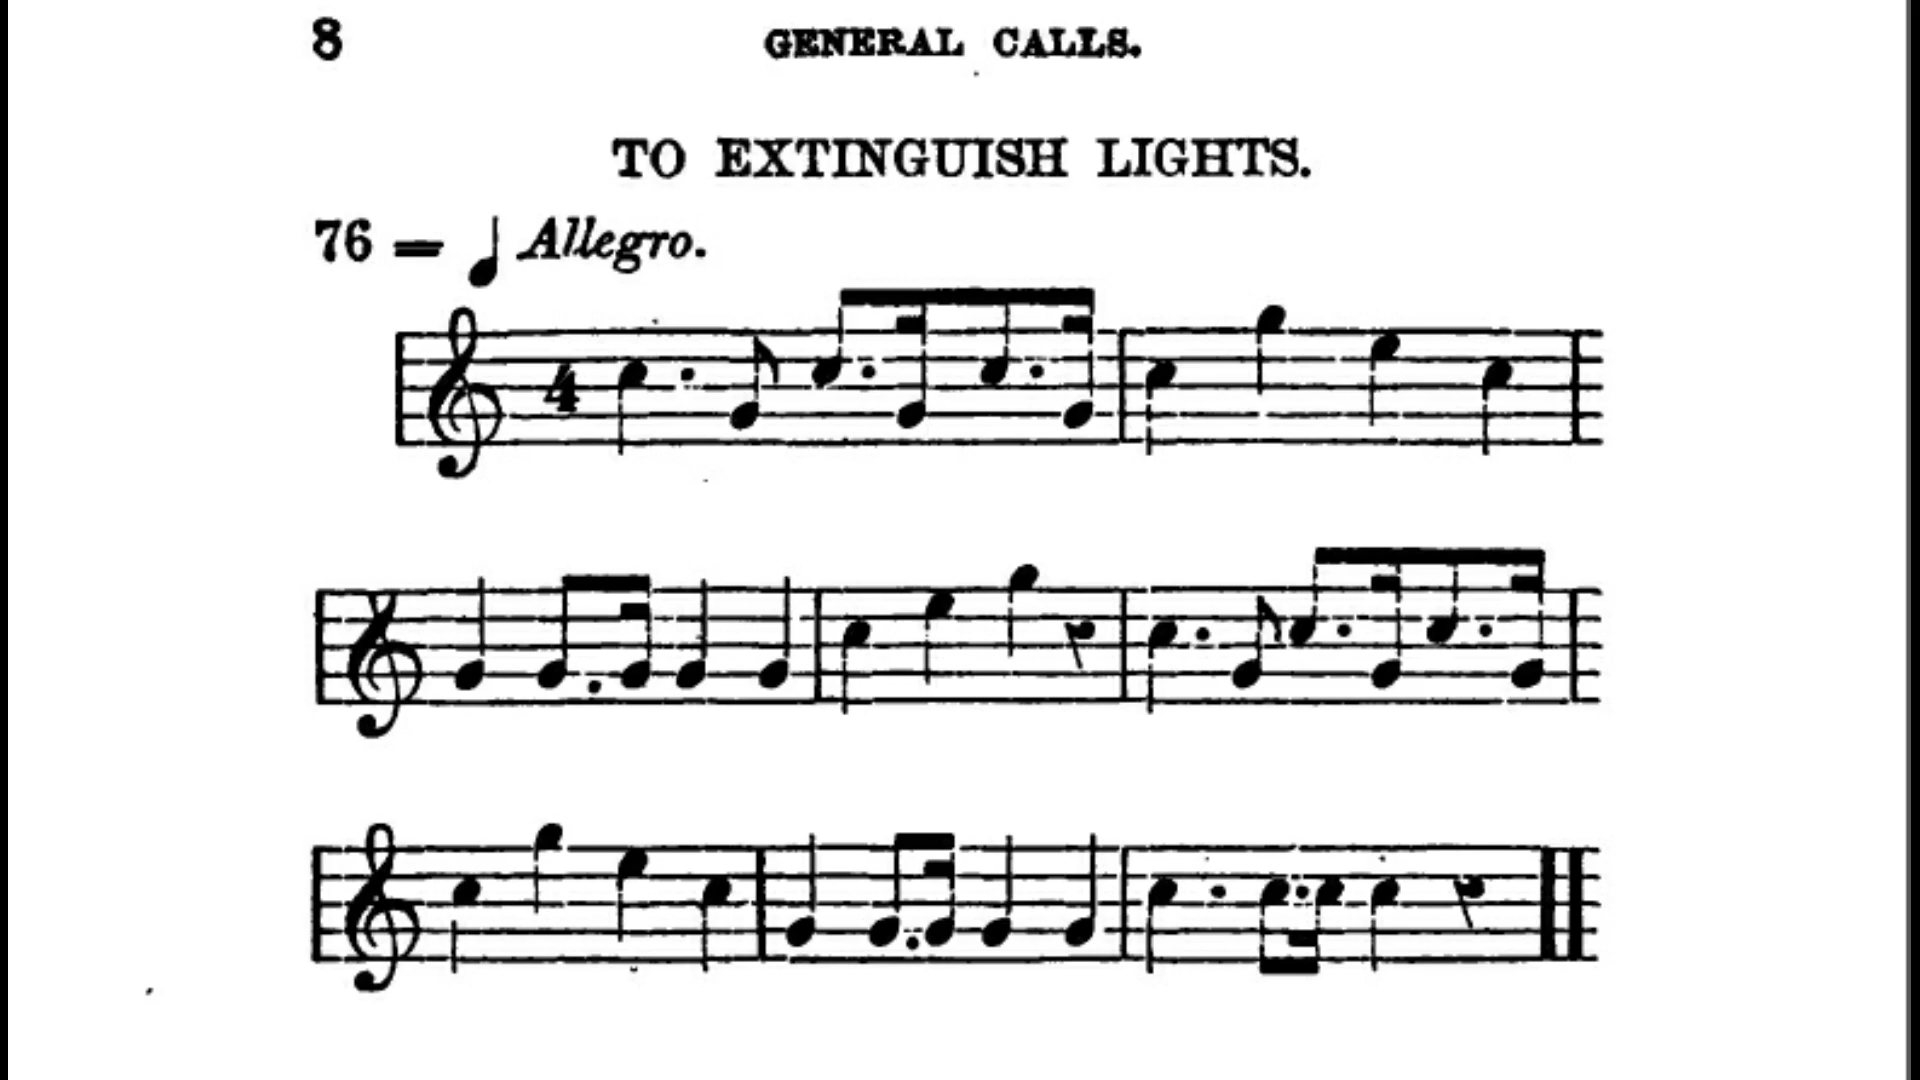 8 GENERAL CALLS.
TO EXTINGUISH LIGHTS.
76 = ♩ Allegro.
4